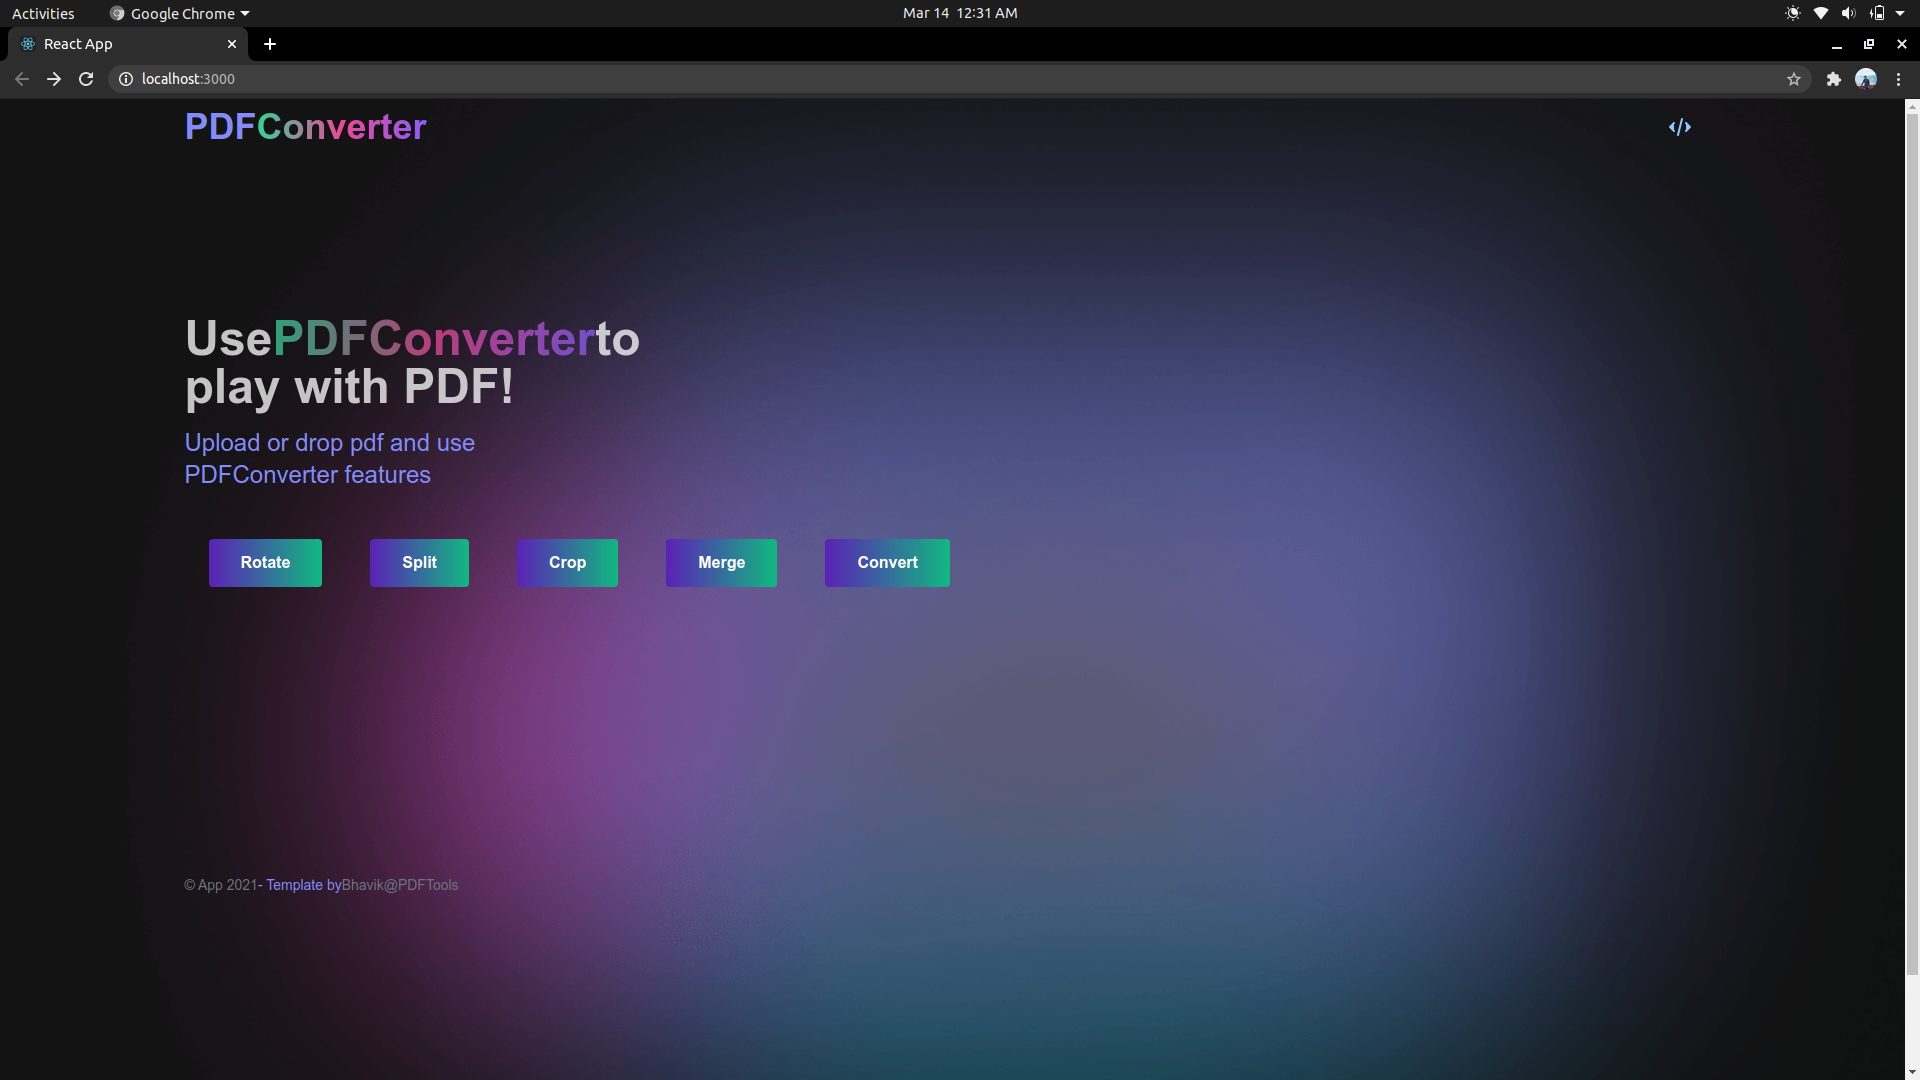 Activities Google Chrome Mar 14 12:31 AM
React App
localhost:3000
PDFConverter
UsePDFConverterto
play with PDF!
Upload or drop pdf and use
PDFConverter features
Rotate Split Crop Merge Convert
© App 2021- Template byBhavik@PDFTools